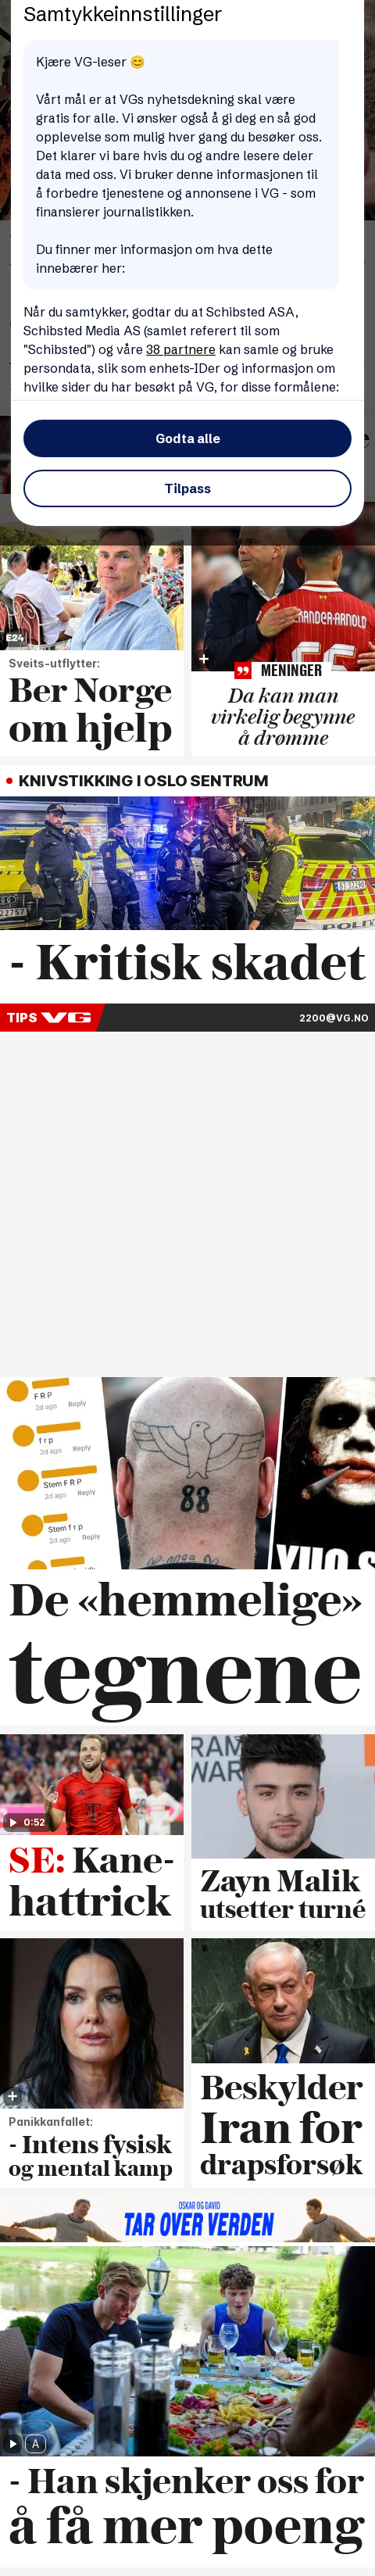 Samtykkeinnstillinger
Kjære VG-leser 😊
Vårt mål er at VGs nyhetsdekning skal være
gratis for alle. Vi ønsker også å gi deg en så god
opplevelse som mulig hver gang du besøker oss.
Det klarer vi bare hvis du og andre lesere deler
data med oss. Vi bruker denne informasjonen til
å forbedre tjenestene og annonsene i VG - som
finansierer journalistikken.
Du finner mer informasjon om hva dette
innebærer her:
Når du samtykker, godtar du at Schibsted ASA,
Schibsted Media AS (samlet referert til som
"Schibsted") og våre 38 partnere kan samle og bruke
persondata, slik som enhets-IDer og informasjon om
hvilke sider du har besøkt på VG, for disse formålene:
Godta alle
Tilpass
E24
Sveits-utflytter:
Ber Norge
om hjelp
MENINGER
Da kan man
virkelig begynne
å drømme
KNIVSTIKKING I OSLO SENTRUM
- Kritisk skadet
TIPS VG
2200@VG.NO
FRP
2d ago Reply
frp
2d ago Reply
Stem FRP
2d ago Reply
Stem frp
2d ago Reply
88
De «hemmelige»
tegnene
0:52
SE: Kane-
hattrick
Zayn Malik
utsetter turné
Panikkanfallet:
- Intens fysisk
og mental kamp
Beskylder
Iran for
drapsforsøk
OSKAR OG DAVID
TAR OVER VERDEN
A
- Han skjenker oss for
å få mer poeng